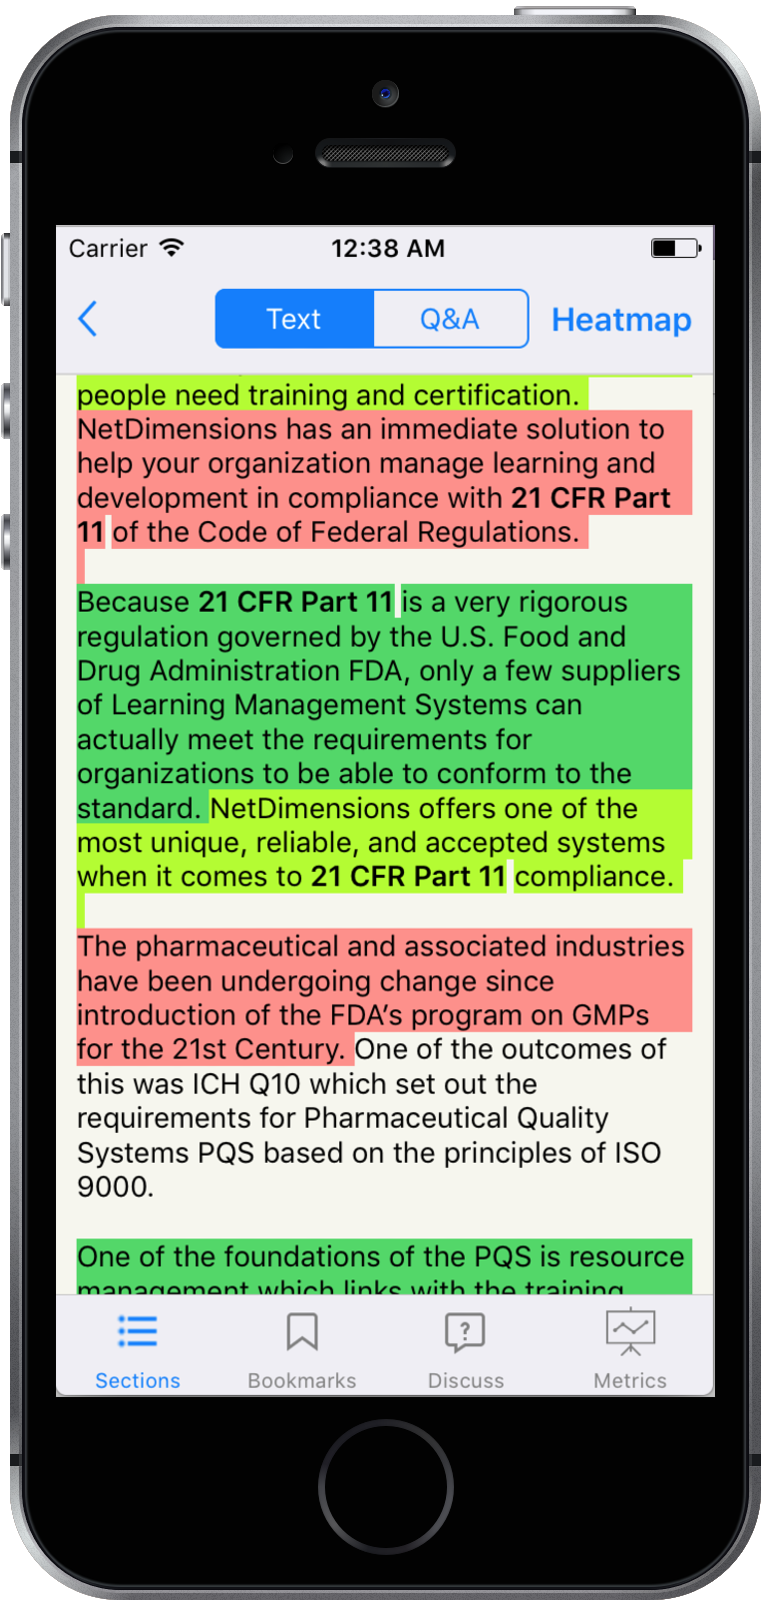 Carrier 12:38 AM
Text Q&A Heatmap
people need training and certification.
NetDimensions has an immediate solution to
help your organization manage learning and
development in compliance with 21 CFR Part
11 of the Code of Federal Regulations.
Because 21 CFR Part 11 is a very rigorous
regulation governed by the U.S. Food and
Drug Administration FDA, only a few suppliers
of Learning Management Systems can
actually meet the requirements for
organizations to be able to conform to the
standard. NetDimensions offers one of the
most unique, reliable, and accepted systems
when it comes to 21 CFR Part 11 compliance.
The pharmaceutical and associated industries
have been undergoing change since
introduction of the FDA’s program on GMPs
for the 21st Century. One of the outcomes of
this was ICH Q10 which set out the
requirements for Pharmaceutical Quality
Systems PQS based on the principles of ISO
9000.
One of the foundations of the PQS is resource
management which links with the training
Sections Bookmarks Discuss Metrics